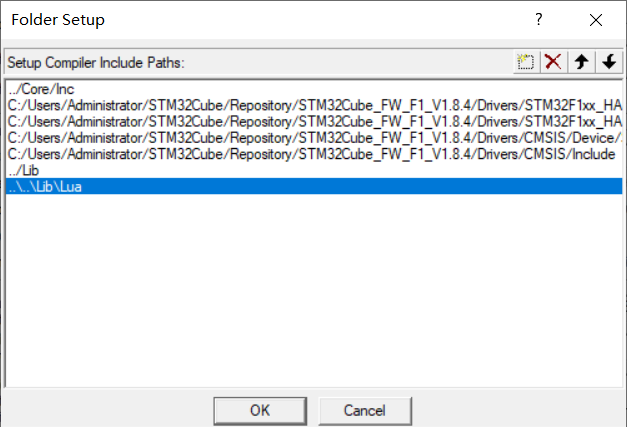 Folder Setup
Setup Compiler Include Paths:
../Core/Inc
C:/Users/Administrator/STM32Cube/Repository/STM32Cube_FW_F1_V1.8.4/Drivers/STM32F1xx_HA
C:/Users/Administrator/STM32Cube/Repository/STM32Cube_FW_F1_V1.8.4/Drivers/STM32F1xx_HA
C:/Users/Administrator/STM32Cube/Repository/STM32Cube_FW_F1_V1.8.4/Drivers/CMSIS/Device/
C:/Users/Administrator/STM32Cube/Repository/STM32Cube_FW_F1_V1.8.4/Drivers/CMSIS/Include
../Lib
..\..\Lib\Lua
OK Cancel